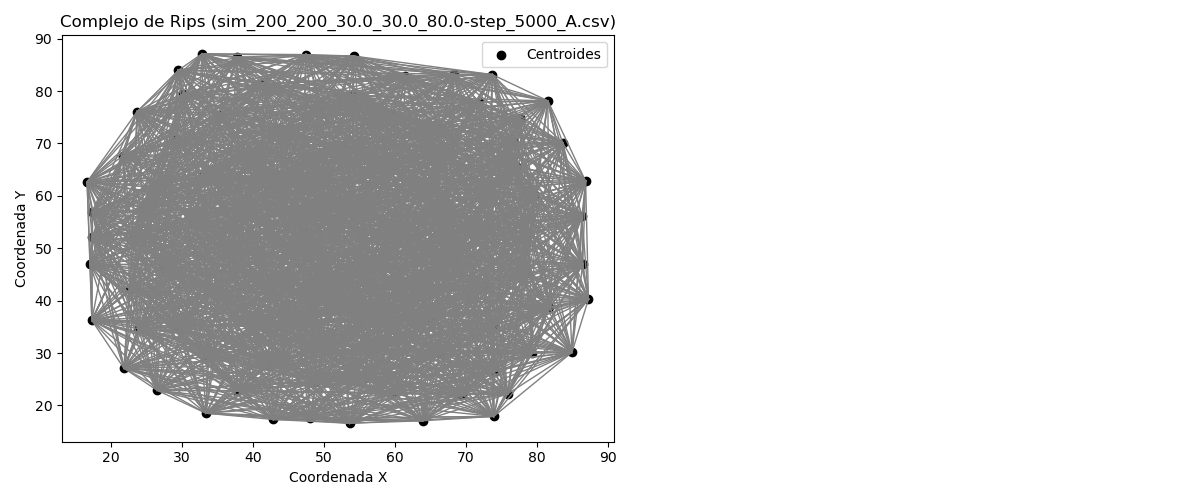 Complejo de Rips (sim_200_200_30.0_30.0_80.0-step_5000_A.csv)
Centroides
90
80
70
60
50
40
30
20
Coordenada Y
20 30 40 50 60 70 80 90
Coordenada X